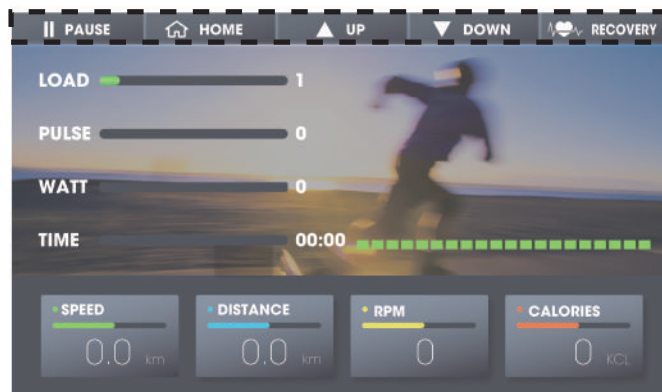 PAUSE HOME UP DOWN RECOVERY
LOAD 1
PULSE 0
WATT 0
TIME 00:00
SPEED DISTANCE RPM CALORIES
0.0 km 0.0 km 0 0 KCL